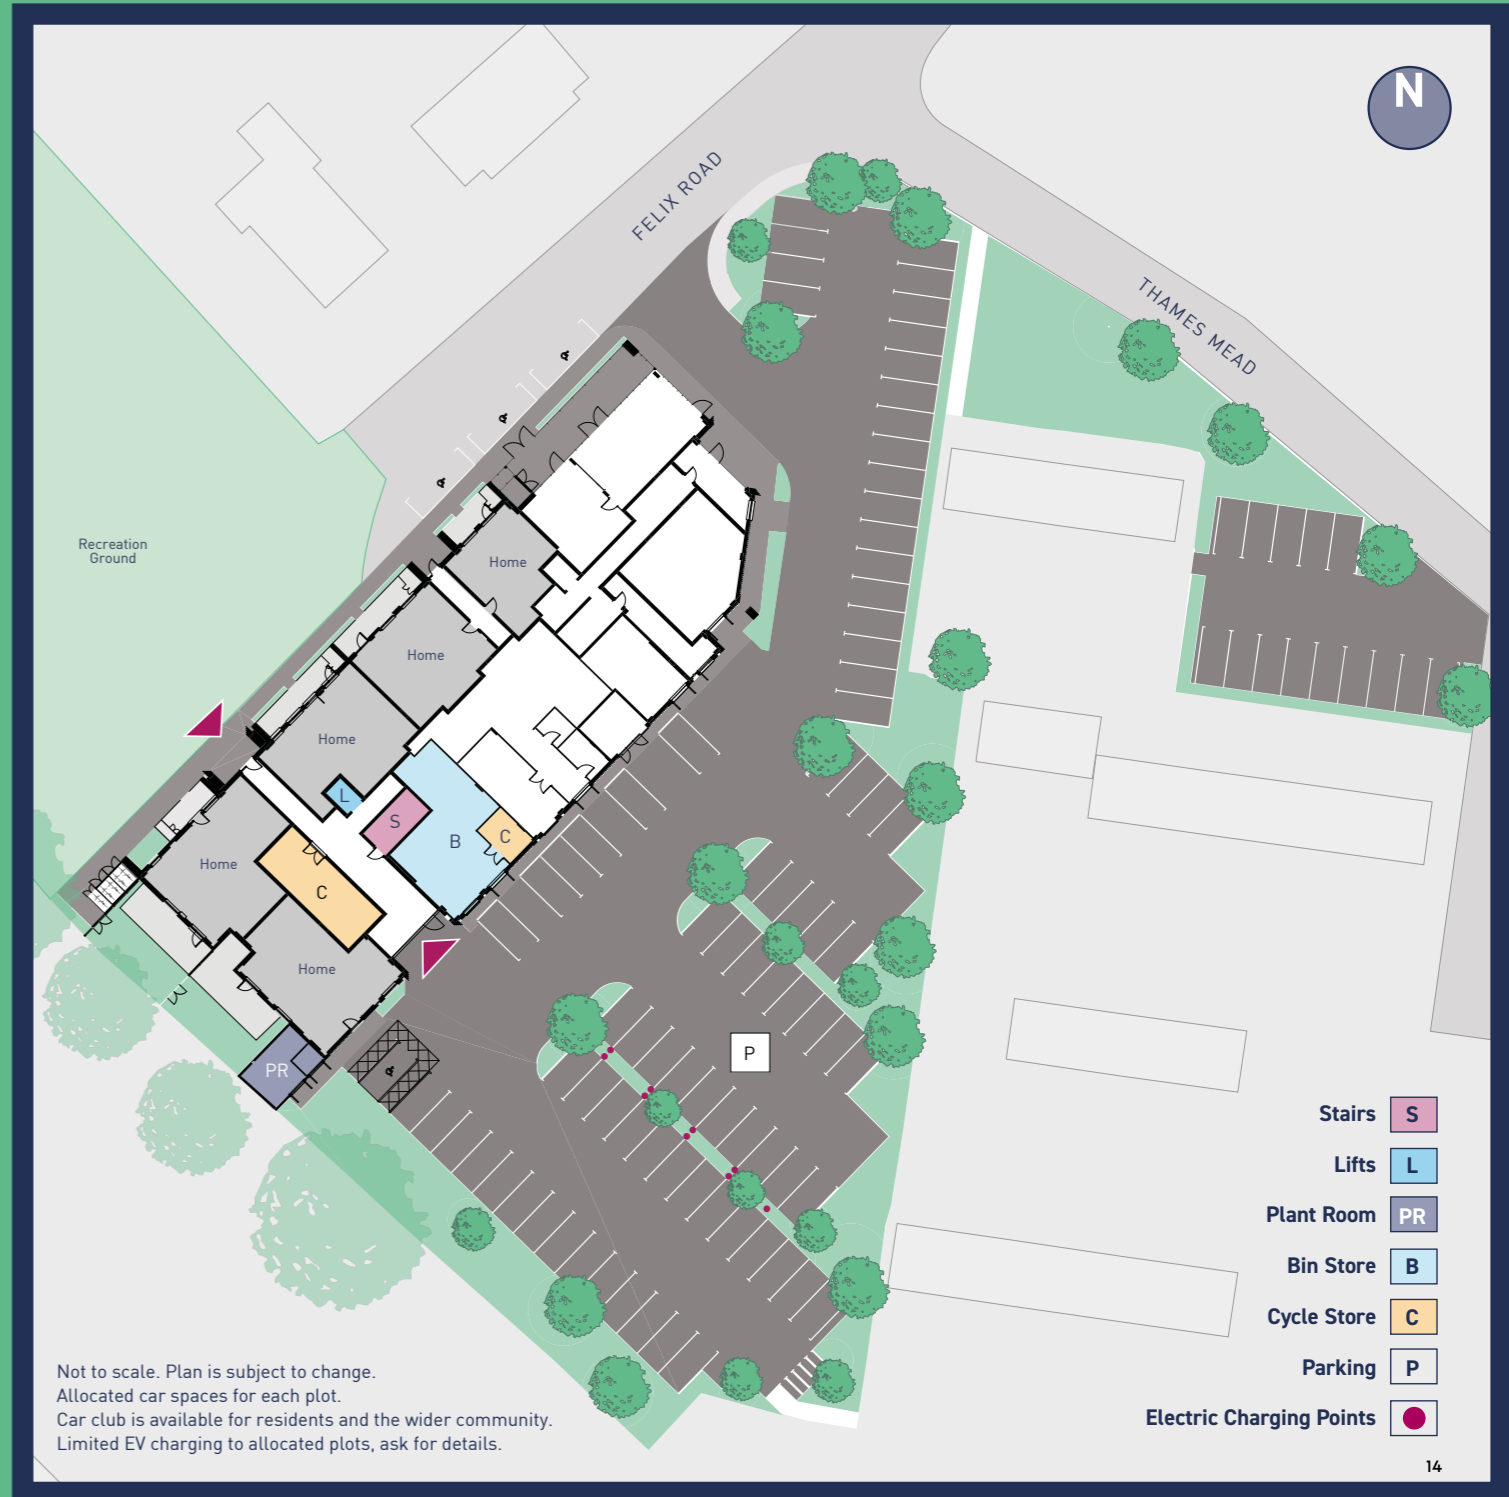 N
FELIX ROAD
THAMES MEAD
Recreation
Ground
Home
Home
Home
L
S
B
C
Home
C
Home
PR
P
Stairs S
Lifts L
Plant Room PR
Bin Store B
Cycle Store C
Parking P
Electric Charging Points
Not to scale. Plan is subject to change.
Allocated car spaces for each plot.
Car club is available for residents and the wider community.
Limited EV charging to allocated plots, ask for details.
14